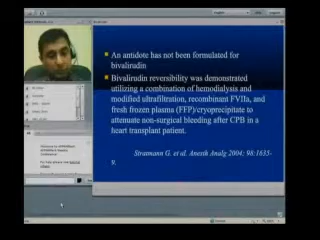 An antidote has not been formulated for
bivalirudin
Bivalirudin reversibility was demonstrated
utilizing a combination of hemodialysis and
modified ultrafiltration, recombinant FVIIa, and
fresh frozen plasma (FFP)/cryoprecipitate to
attenuate non-surgical bleeding after CPB in a
heart transplant patient.
Stratmann G. et al. Anesth Analg 2004; 98:1635-
9.